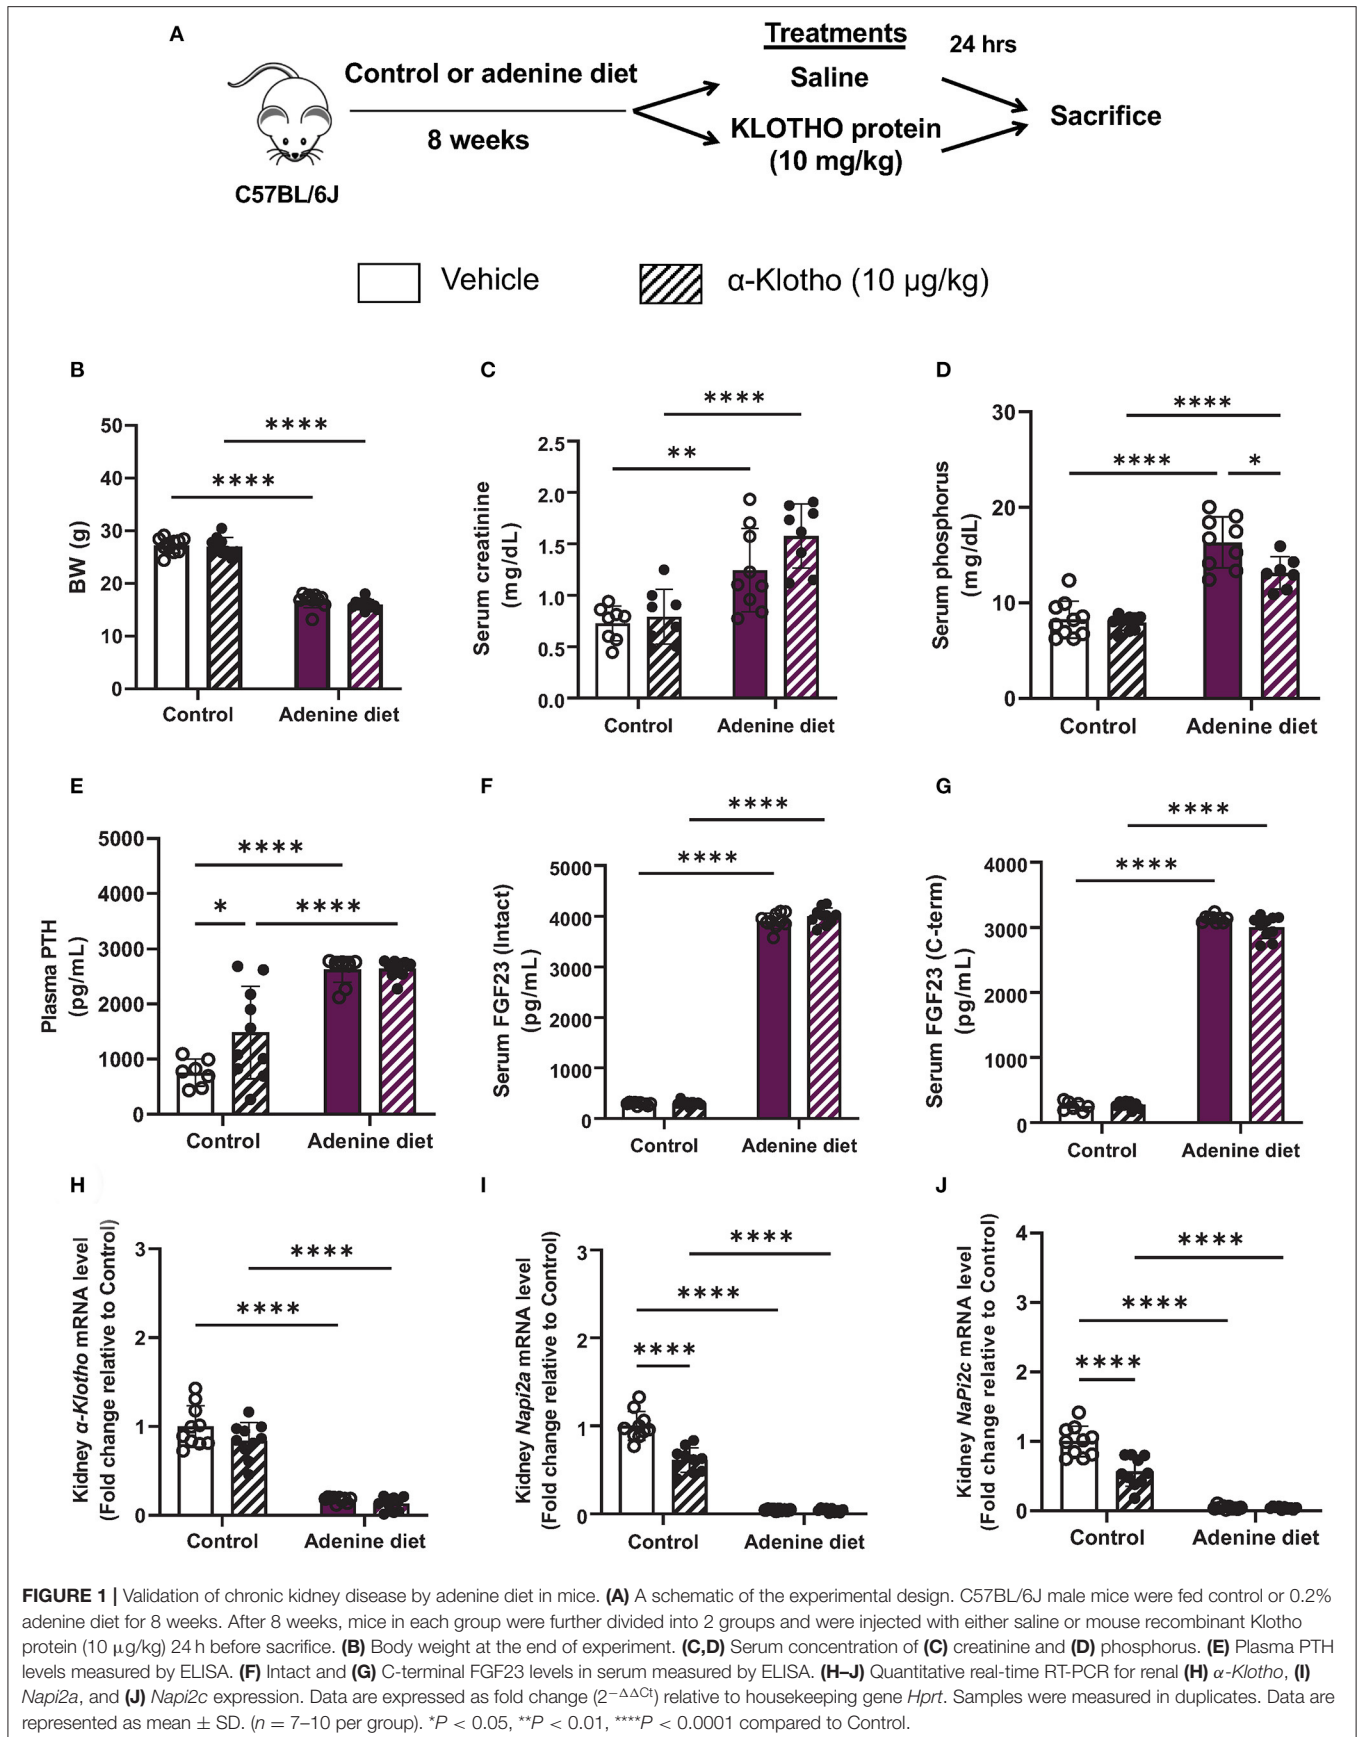 A
Treatments
24 hrs
Control or adenine diet
Saline
8 weeks
KLOTHO protein
(10 mg/kg)
Sacrifice
C57BL/6J
Vehicle
α-Klotho (10 µg/kg)
B
BW (g)
50
40
30
20
10
0
****
****
Control
Adenine diet
C
Serum creatinine
(mg/dL)
2.5
2.0
1.5
1.0
0.5
0.0
****
**
Control
Adenine diet
D
Serum phosphorus
(mg/dL)
30
20
10
0
****
****
*
Control
Adenine diet
E
Plasma PTH
(pg/mL)
5000
4000
3000
2000
1000
0
****
*
****
Control
Adenine diet
F
Serum FGF23 (Intact)
(pg/mL)
5000
4000
3000
2000
1000
0
****
****
Control
Adenine diet
G
Serum FGF23 (C-term)
(pg/mL)
4000
3000
2000
1000
0
****
****
Control
Adenine diet
H
Kidney α-Klotho mRNA level
(Fold change relative to Control)
3
2
1
0
****
****
Control
Adenine diet
I
Kidney Napi2a mRNA level
(Fold change relative to Control)
3
2
1
0
****
****
****
Control
Adenine diet
J
Kidney NaPi2c mRNA level
(Fold change relative to Control)
4
3
2
1
0
****
****
****
Control
Adenine diet
FIGURE 1 | Validation of chronic kidney disease by adenine diet in mice. (A) A schematic of the experimental design. C57BL/6J male mice were fed control or 0.2%
adenine diet for 8 weeks. After 8 weeks, mice in each group were further divided into 2 groups and were injected with either saline or mouse recombinant Klotho
protein (10 µg/kg) 24 h before sacrifice. (B) Body weight at the end of experiment. (C,D) Serum concentration of (C) creatinine and (D) phosphorus. (E) Plasma PTH
levels measured by ELISA. (F) Intact and (G) C-terminal FGF23 levels in serum measured by ELISA. (H–J) Quantitative real-time RT-PCR for renal (H) α-Klotho, (I)
Napi2a, and (J) Napi2c expression. Data are expressed as fold change (2−ΔΔCt) relative to housekeeping gene Hprt. Samples were measured in duplicates. Data are
represented as mean ± SD. (n = 7–10 per group). *P < 0.05, **P < 0.01, ****P < 0.0001 compared to Control.